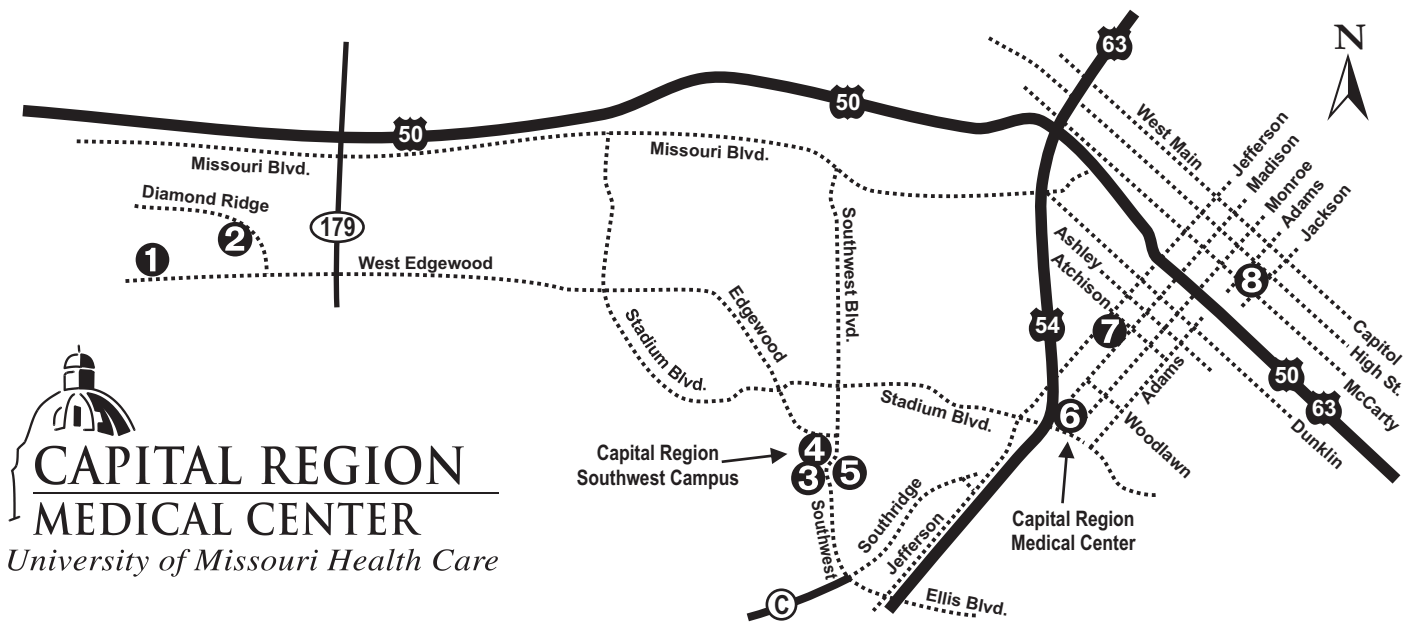 63
N
50
50
West Main
Jefferson
Madison
Monroe
Adams
Jackson
Missouri Blvd.
Missouri Blvd.
Diamond Ridge
179
2
1
West Edgewood
Southwest Blvd.
Ashley
Atchison
8
Edgewood
Stadium Blvd.
54
7
Capitol
High St.
McCarty
50
63
Dunklin
Adams
Stadium Blvd.
6
Woodlawn
Capital Region
Southwest Campus
4
3
5
Southwest
Southridge
Jefferson
Capital Region
Medical Center
C
Ellis Blvd.
CAPITAL REGION
MEDICAL CENTER
University of Missouri Health Care